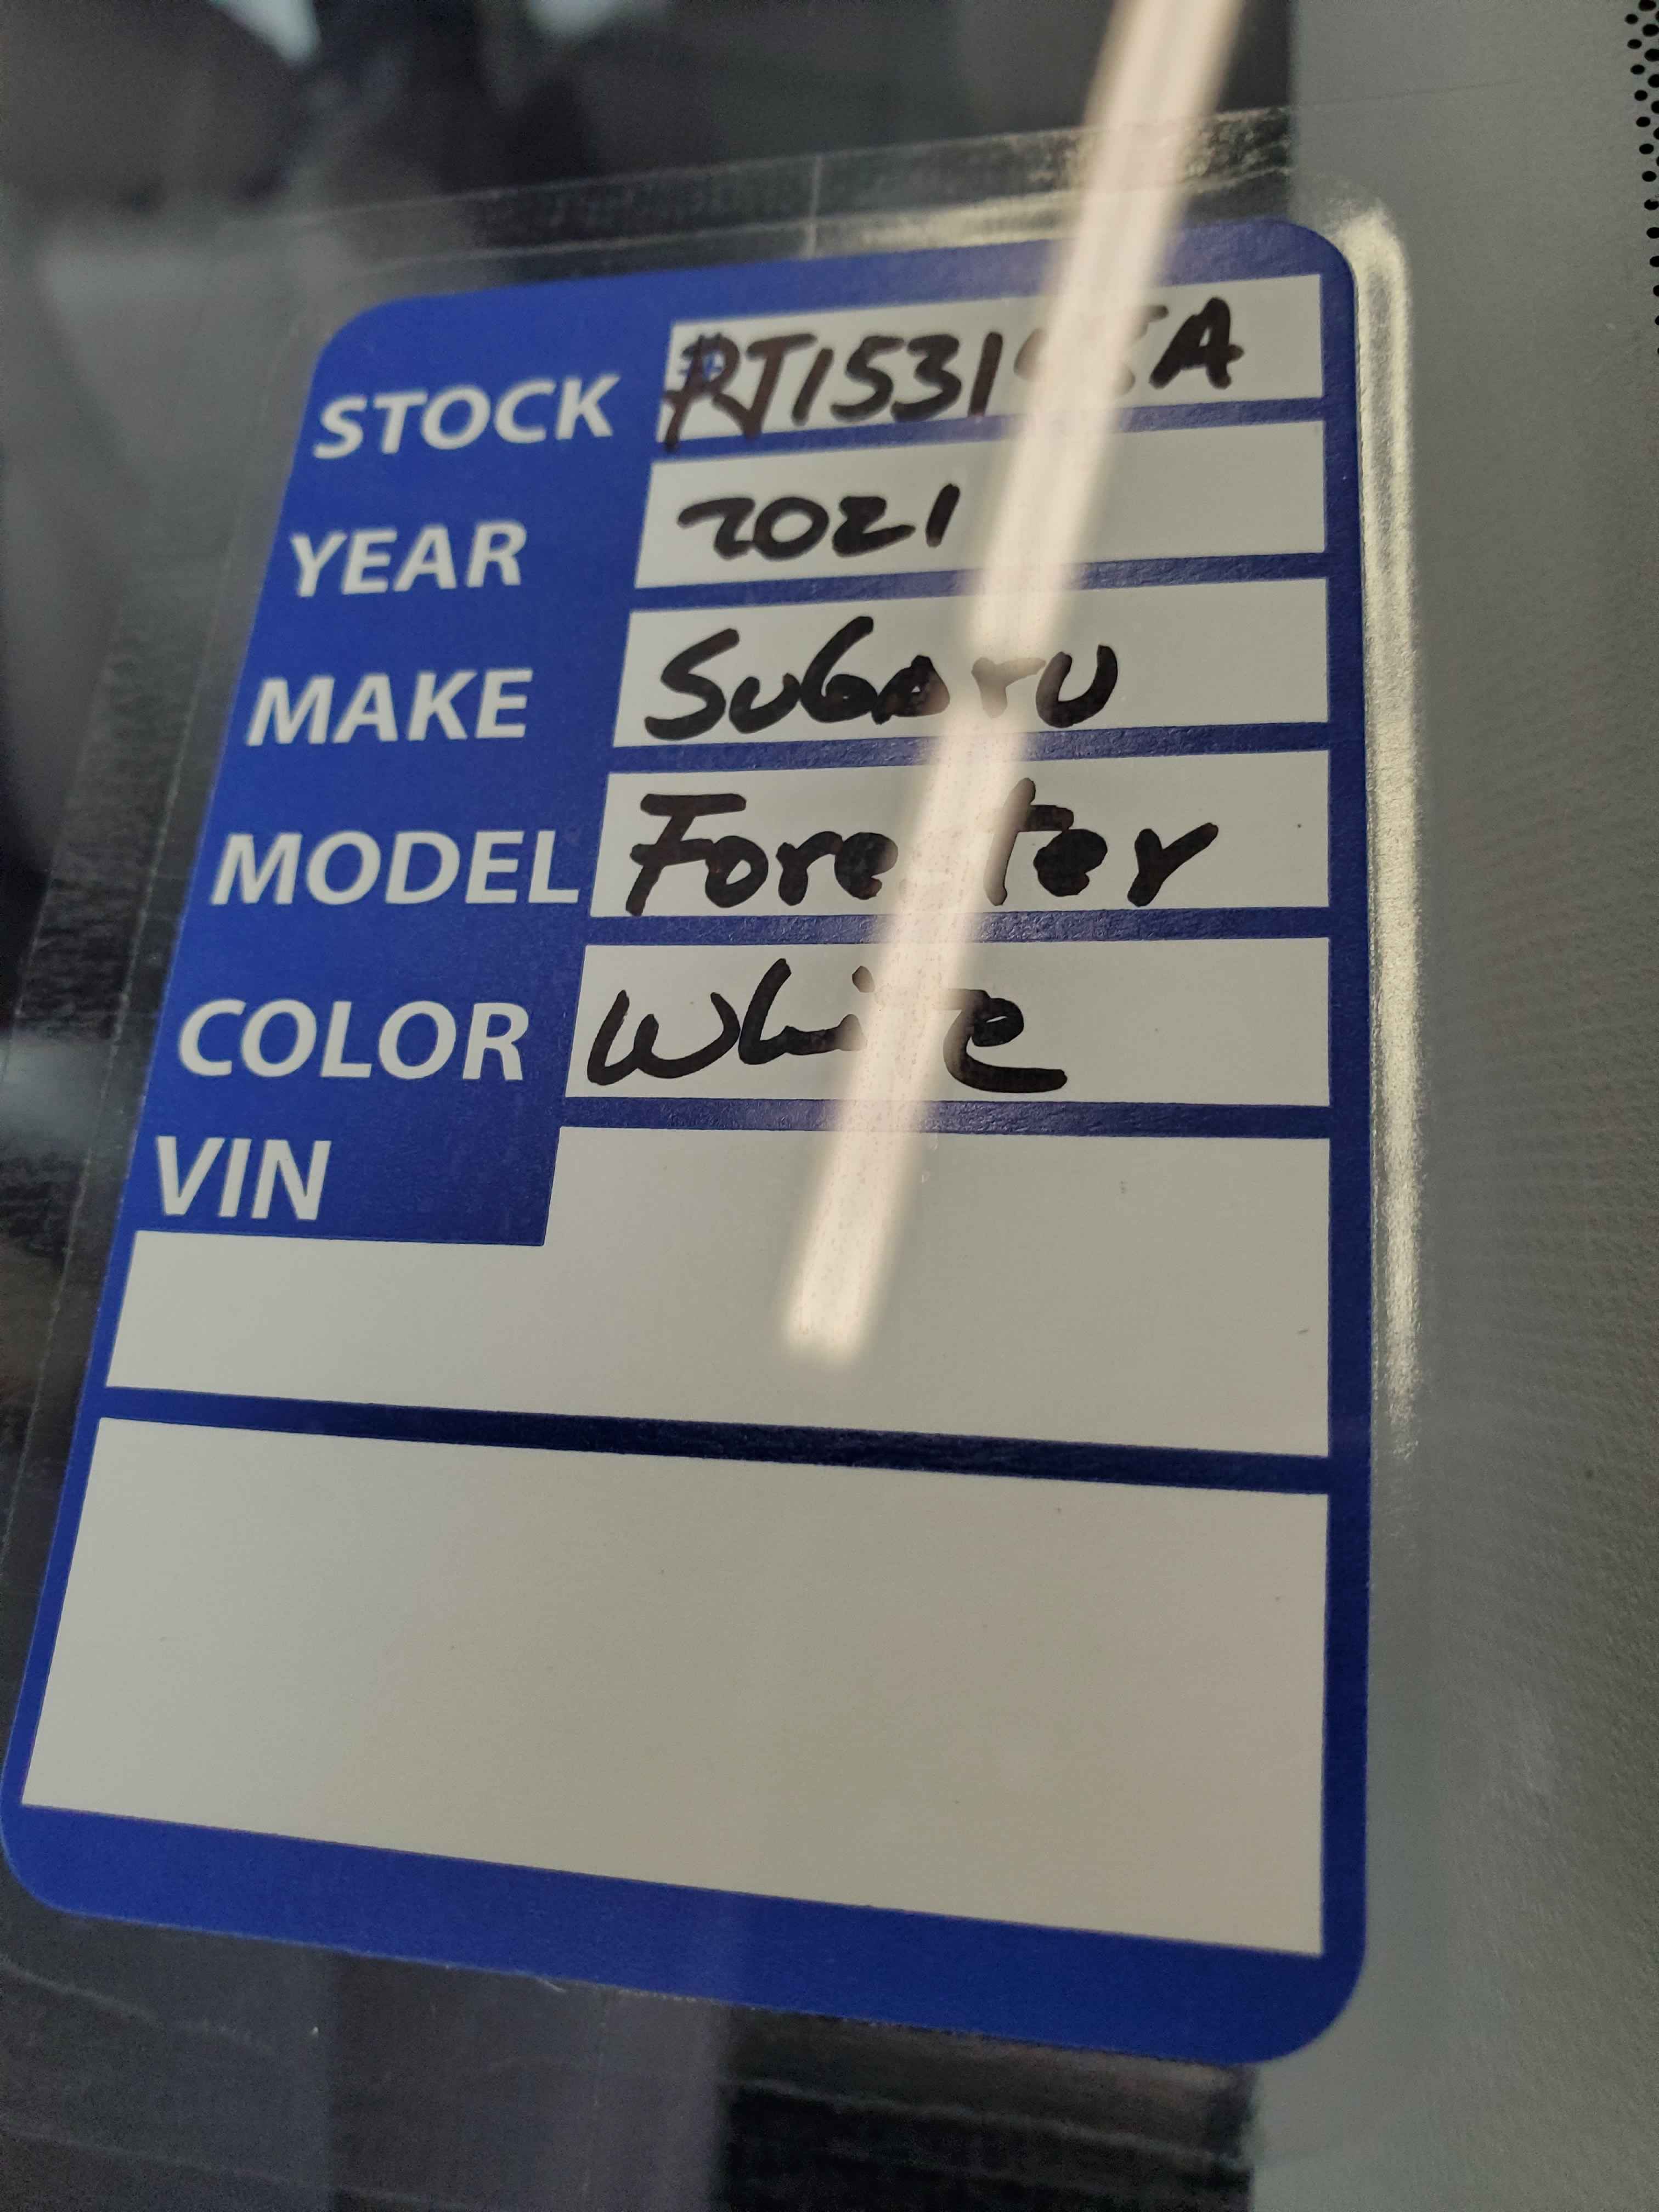 STOCK
YEAR 2021
MAKE Subaru
MODEL Forester
COLOR White
VIN